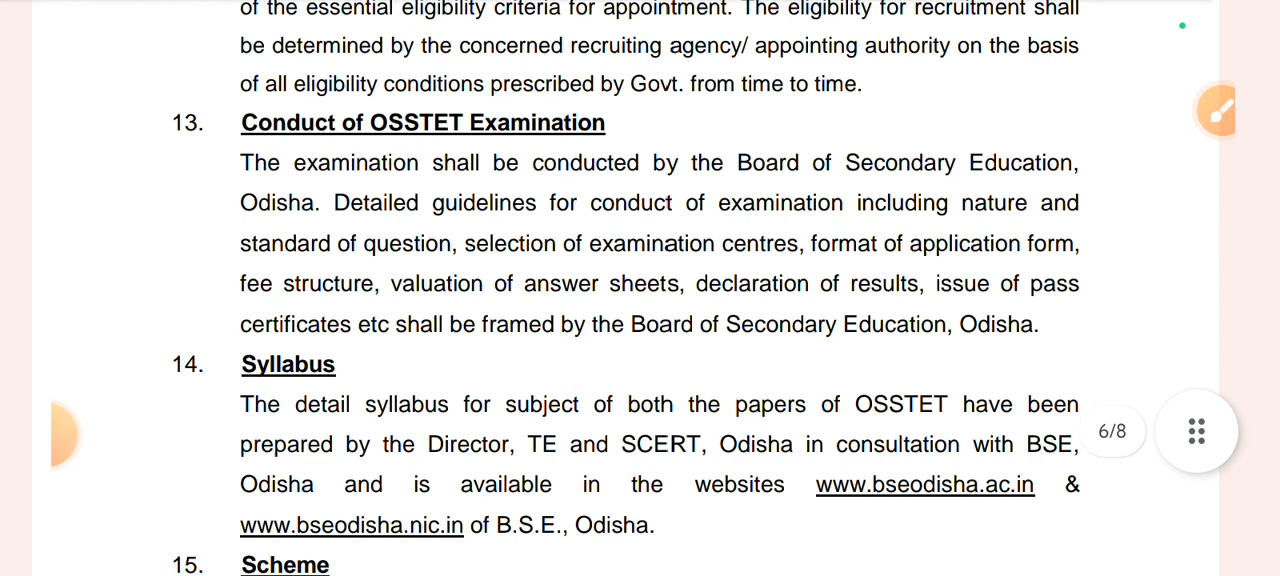 of the essential eligibility criteria for appointment. The eligibility for recruitment shall
be determined by the concerned recruiting agency/ appointing authority on the basis
of all eligibility conditions prescribed by Govt. from time to time.
13. Conduct of OSSTET Examination
The examination shall be conducted by the Board of Secondary Education,
Odisha. Detailed guidelines for conduct of examination including nature and
standard of question, selection of examination centres, format of application form,
fee structure, valuation of answer sheets, declaration of results, issue of pass
certificates etc shall be framed by the Board of Secondary Education, Odisha.
14. Syllabus
The detail syllabus for subject of both the papers of OSSTET have been
prepared by the Director, TE and SCERT, Odisha in consultation with BSE,
Odisha and is available in the websites www.bseodisha.ac.in &
www.bseodisha.nic.in of B.S.E., Odisha.
15. Scheme
6/8